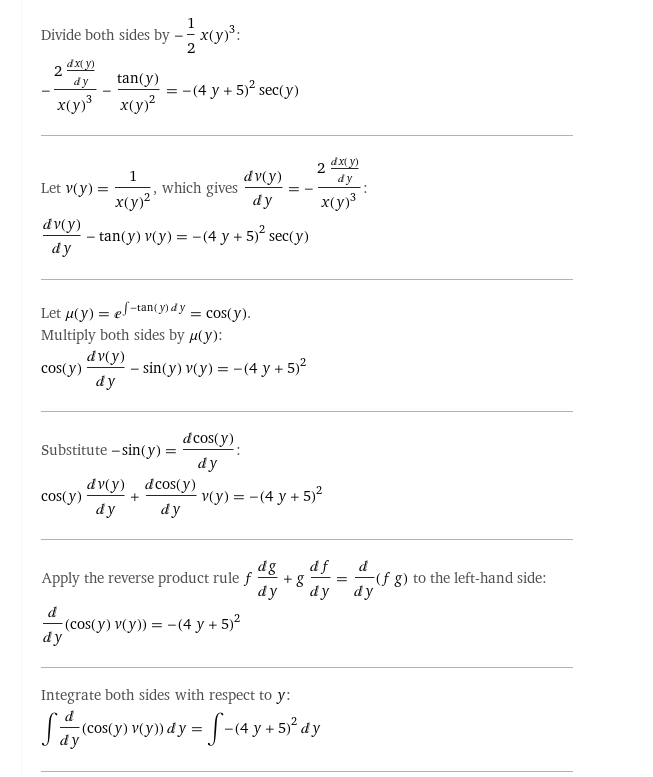 Divide both sides by −1/2 x(y)³:
−(2 dx(y)/dy)/x(y)³ − tan(y)/x(y)² = −(4 y + 5)² sec(y)
Let v(y) = 1/x(y)², which gives dv(y)/dy = −(2 dx(y)/dy)/x(y)³:
dv(y)/dy − tan(y) v(y) = −(4 y + 5)² sec(y)
Let μ(y) = e^(∫−tan(y) dy) = cos(y).
Multiply both sides by μ(y):
cos(y) dv(y)/dy − sin(y) v(y) = −(4 y + 5)²
Substitute −sin(y) = dcos(y)/dy:
cos(y) dv(y)/dy + dcos(y)/dy v(y) = −(4 y + 5)²
Apply the reverse product rule f dg/dy + g df/dy = d/dy(f g) to the left-hand side:
d/dy(cos(y) v(y)) = −(4 y + 5)²
Integrate both sides with respect to y:
∫ d/dy(cos(y) v(y)) dy = ∫ −(4 y + 5)² dy